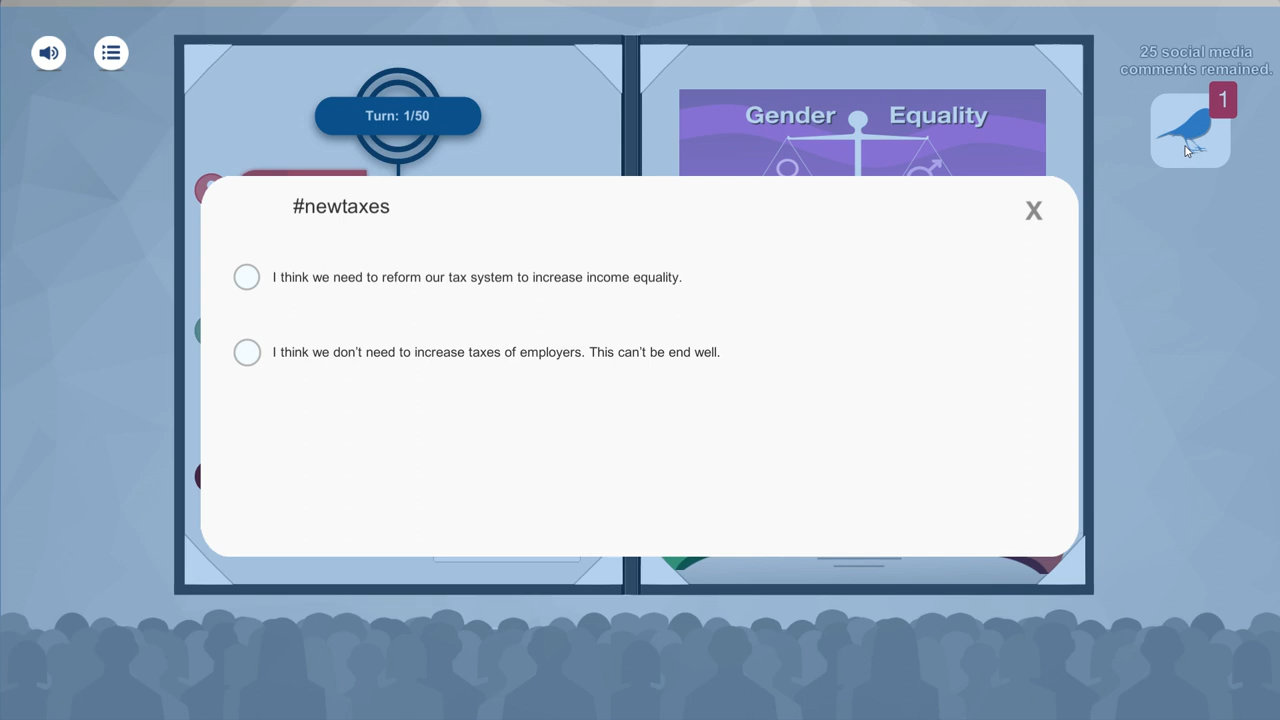 25 social media
comments remained.
1
Turn: 1/50
Gender Equality
#newtaxes
X
I think we need to reform our tax system to increase income equality.
I think we don't need to increase taxes of employers. This can't be end well.